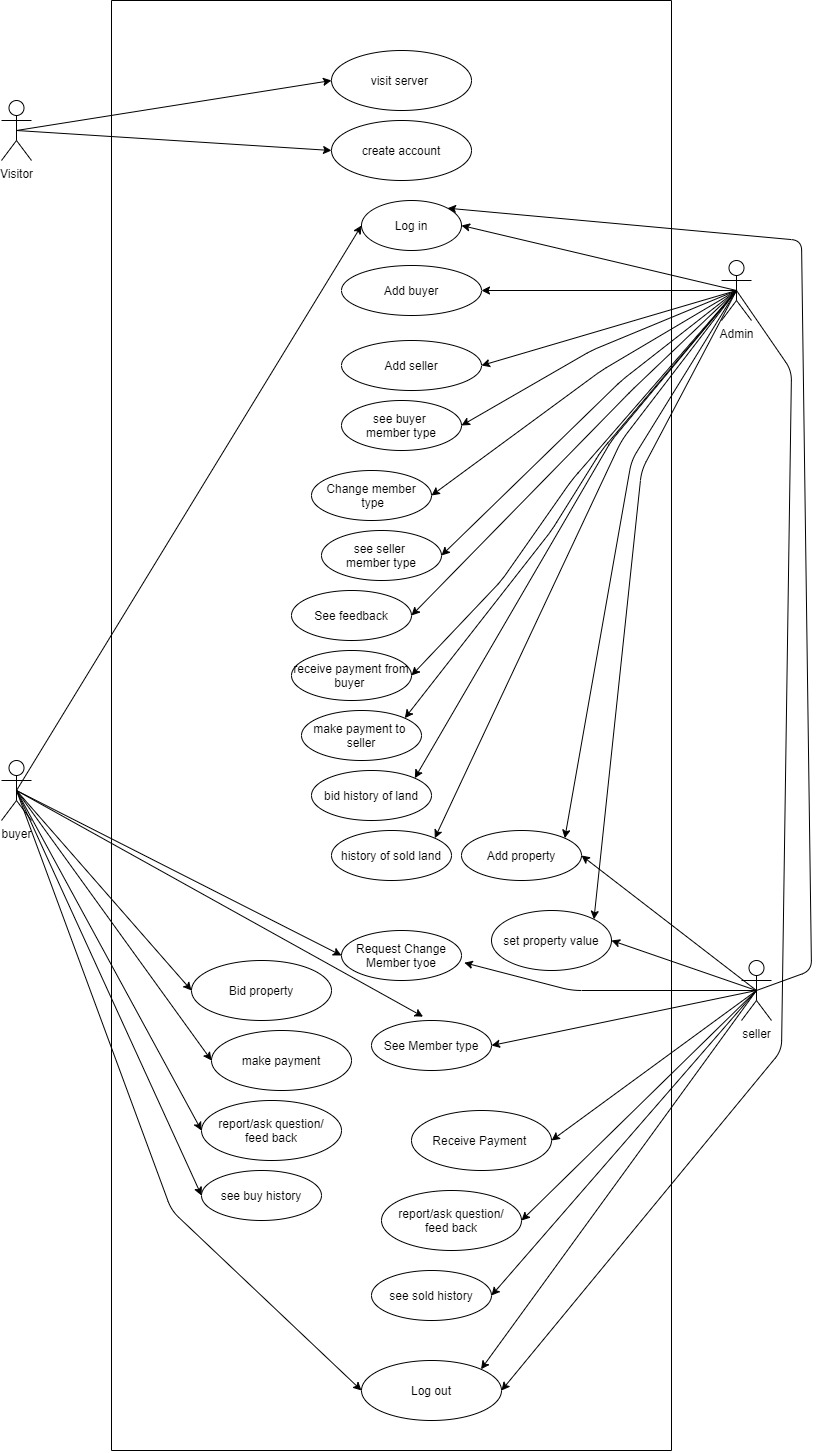 visit server
create account
Visitor
Log in
Add buyer
Admin
Add seller
see buyer
member type
Change member
type
see seller
member type
See feedback
receive payment from
buyer
make payment to
seller
bid history of land
buyer
history of sold land
Add property
set property value
Request Change
Member tyoe
Bid property
seller
See Member type
make payment
report/ask question/
feed back
Receive Payment
see buy history
report/ask question/
feed back
see sold history
Log out